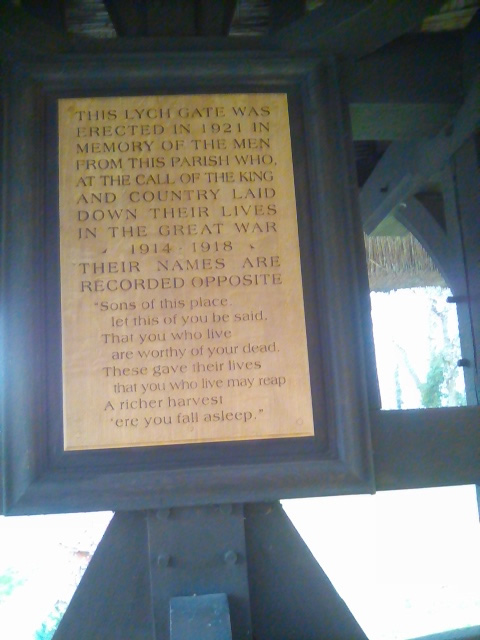 THIS LYCH GATE WAS
ERECTED IN 1921 IN
MEMORY OF THE MEN
FROM THIS PARISH WHO,
AT THE CALL OF THE KING
AND COUNTRY LAID
DOWN THEIR LIVES
IN THE GREAT WAR
1914 - 1918
THEIR NAMES ARE
RECORDED OPPOSITE
"Sons of this place
let this of you be said,
That you who live
are worthy of your dead.
These gave their lives
that you who live may reap
A richer harvest
'ere you fall asleep."